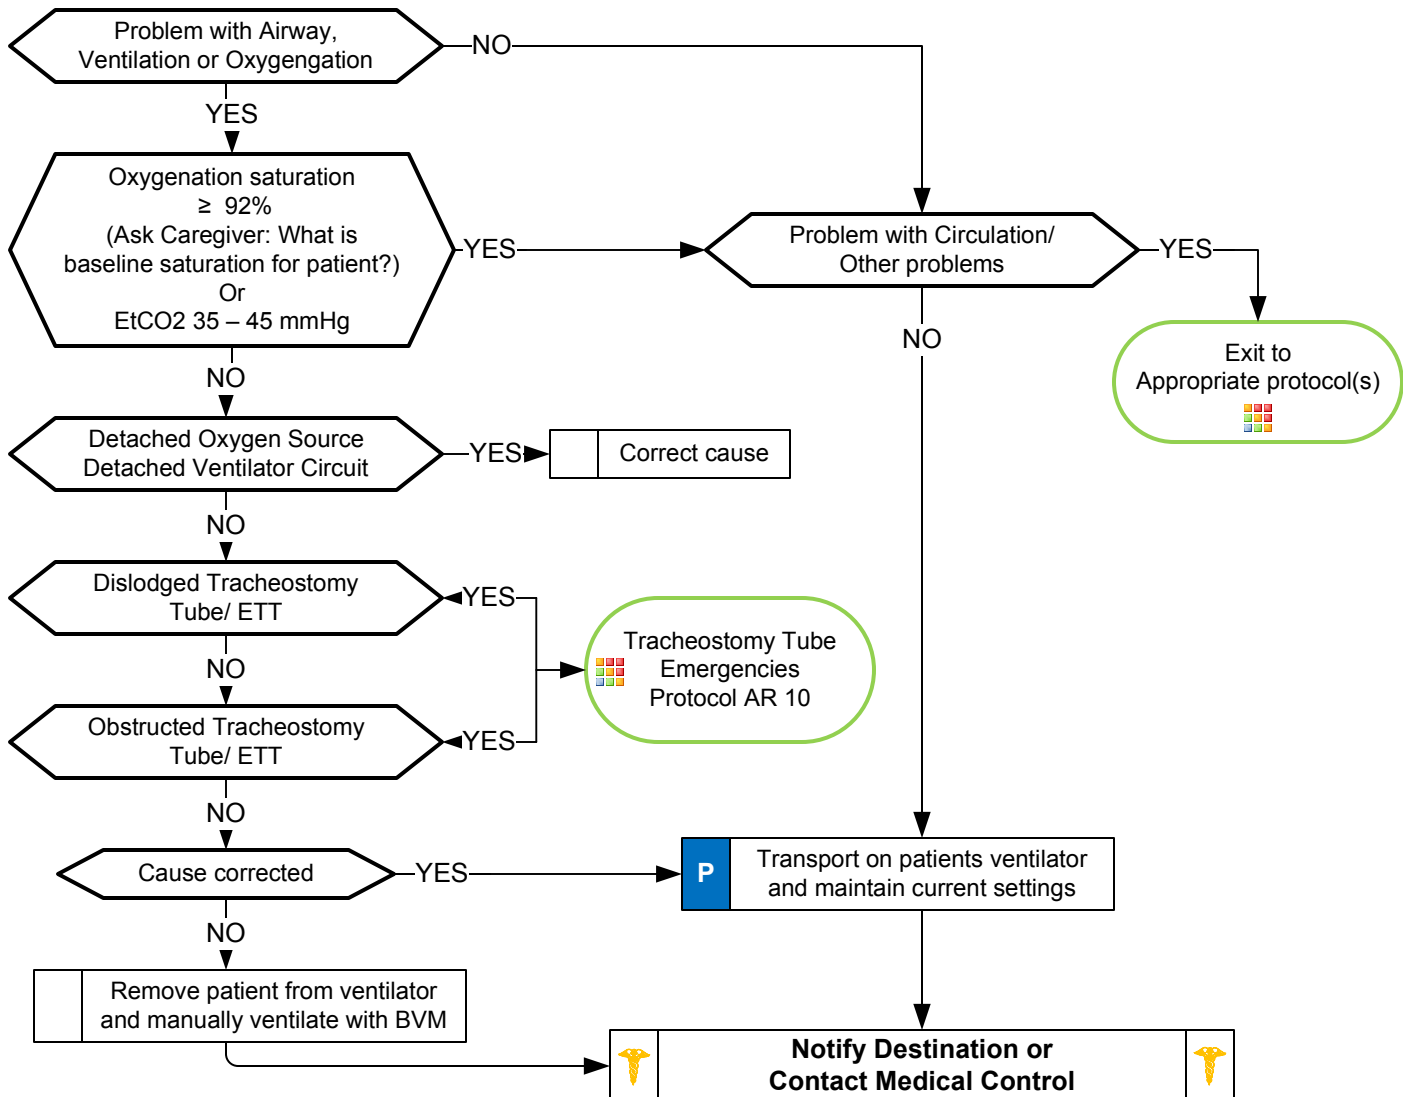 Problem with Airway,
Ventilation or Oxygengation
NO
YES
Oxygenation saturation
≥ 92%
(Ask Caregiver: What is
baseline saturation for patient?)
Or
EtCO2 35 – 45 mmHg
YES
Problem with Circulation/
Other problems
YES
NO
Exit to
Appropriate protocol(s)
NO
Detached Oxygen Source
Detached Ventilator Circuit
YES
Correct cause
NO
Dislodged Tracheostomy
Tube/ ETT
YES
NO
Tracheostomy Tube
Emergencies
Protocol AR 10
Obstructed Tracheostomy
Tube/ ETT
YES
NO
Cause corrected
YES
P
Transport on patients ventilator
and maintain current settings
NO
Remove patient from ventilator
and manually ventilate with BVM
Notify Destination or
Contact Medical Control